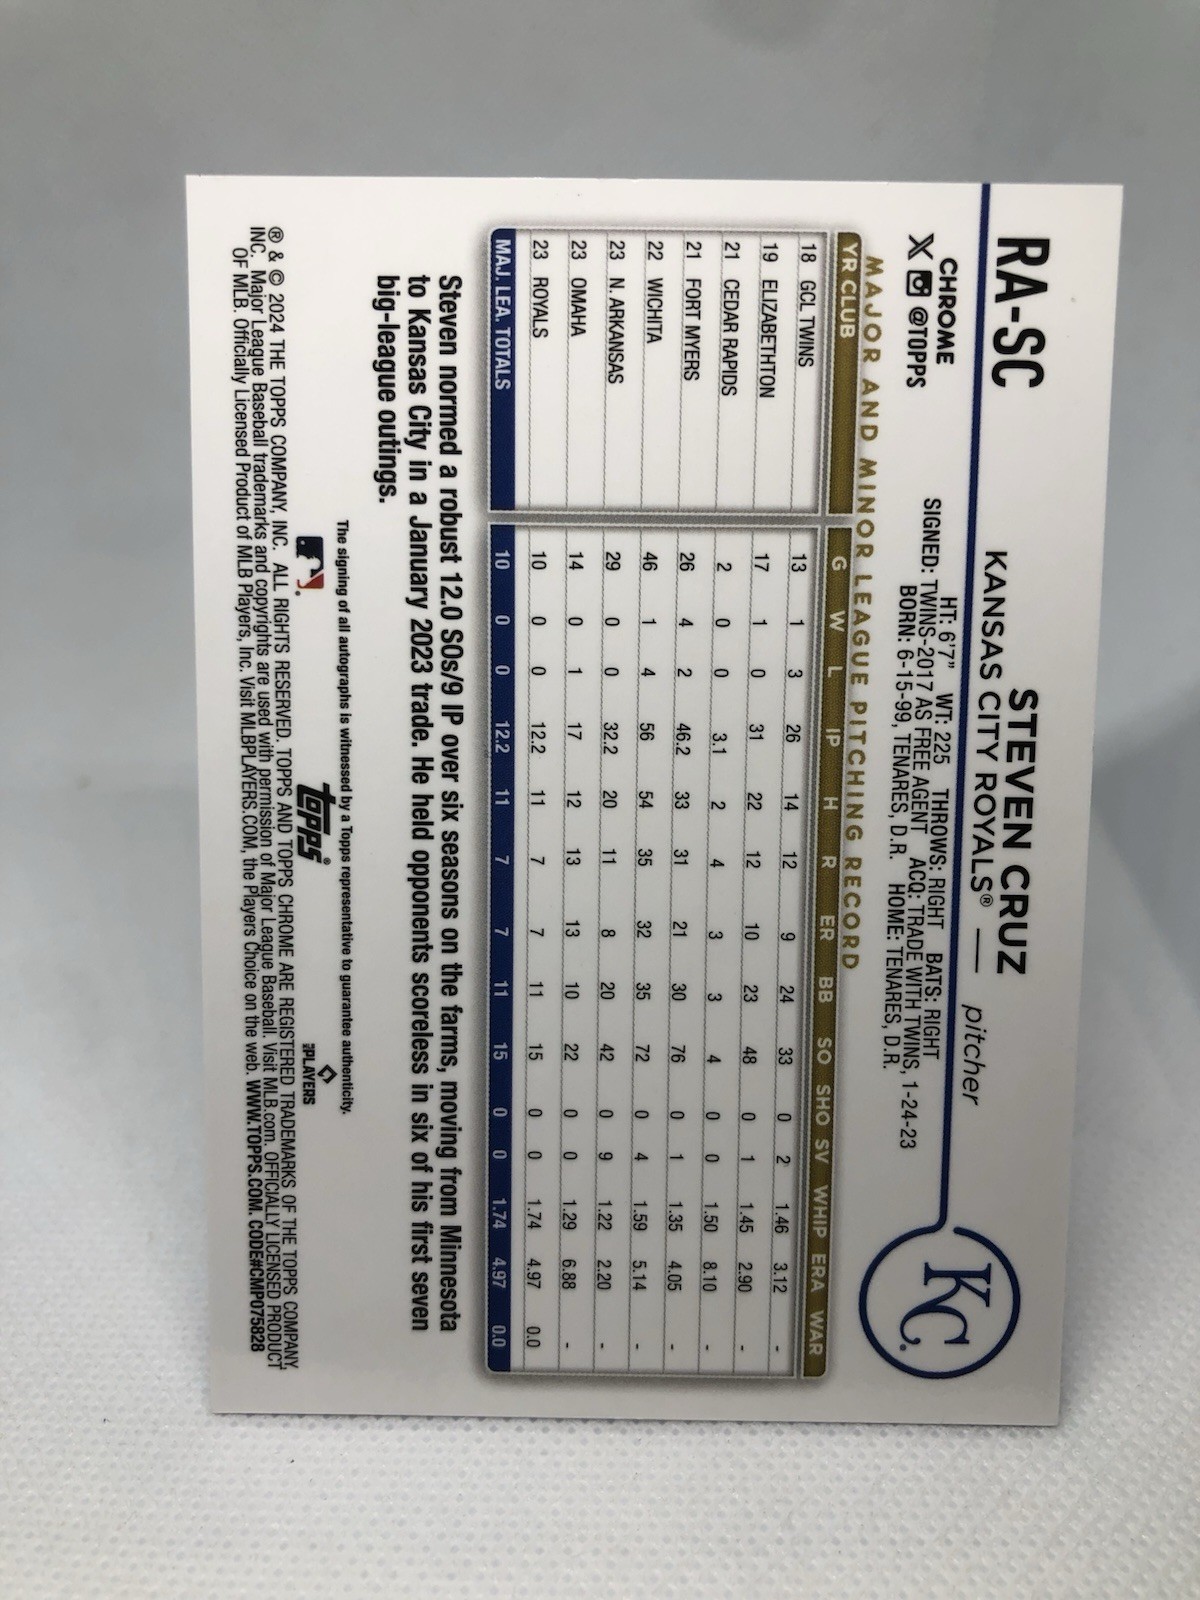 RA-SC
STEVEN CRUZ
KANSAS CITY ROYALS® — pitcher
KC.
CHROME
@TOPPS
HT: 6'7" WT: 225 THROWS: RIGHT BATS: RIGHT
SIGNED: TWINS-2017 AS FREE AGENT ACQ: TRADE WITH TWINS, 1-24-23
BORN: 6-15-99, TENARES, D.R. HOME: TENARES, D.R.
MAJOR AND MINOR LEAGUE PITCHING RECORD
YR CLUB G W L IP H R ER BB SO SHO SV WHIP ERA WAR
18 GCL TWINS 13 1 3 26 14 12 9 24 33 0 2 1.46 3.12 -
19 ELIZABETHTON 17 1 0 31 22 12 10 23 48 0 1 1.45 2.90 -
21 CEDAR RAPIDS 2 0 0 3.1 2 4 3 3 4 0 0 1.50 8.10 -
21 FORT MYERS 26 4 2 46.2 33 31 21 30 76 0 1 1.35 4.05 -
22 WICHITA 46 1 4 56 54 35 32 35 72 0 4 1.59 5.14 -
23 N. ARKANSAS 29 0 0 32.2 20 11 8 20 42 0 9 1.22 2.20 -
23 OMAHA 14 0 1 17 12 13 13 10 22 0 0 1.29 6.88 -
23 ROYALS 10 0 0 12.2 11 7 7 11 15 0 0 1.74 4.97 0.0
MAJ. LEA. TOTALS 10 0 0 12.2 11 7 7 11 15 0 0 1.74 4.97 0.0
Steven normed a robust 12.0 SOs/9 IP over six seasons on the farms, moving from Minnesota
to Kansas City in a January 2023 trade. He held opponents scoreless in six of his first seven
big-league outings.
The signing of all autographs is witnessed by a Topps representative to guarantee authenticity.
topps®
PLAYERS
® & © 2024 THE TOPPS COMPANY, INC. ALL RIGHTS RESERVED. TOPPS AND TOPPS CHROME ARE REGISTERED TRADEMARKS OF THE TOPPS COMPANY,
INC. Major League Baseball trademarks and copyrights are used with permission of Major League Baseball. Visit MLB.com. OFFICIALLY LICENSED PRODUCT
OF MLB. Officially Licensed Product of MLB Players, Inc. Visit MLBPLAYERS.COM, the Players Choice on the web. WWW.TOPPS.COM. CODE#CMP075828